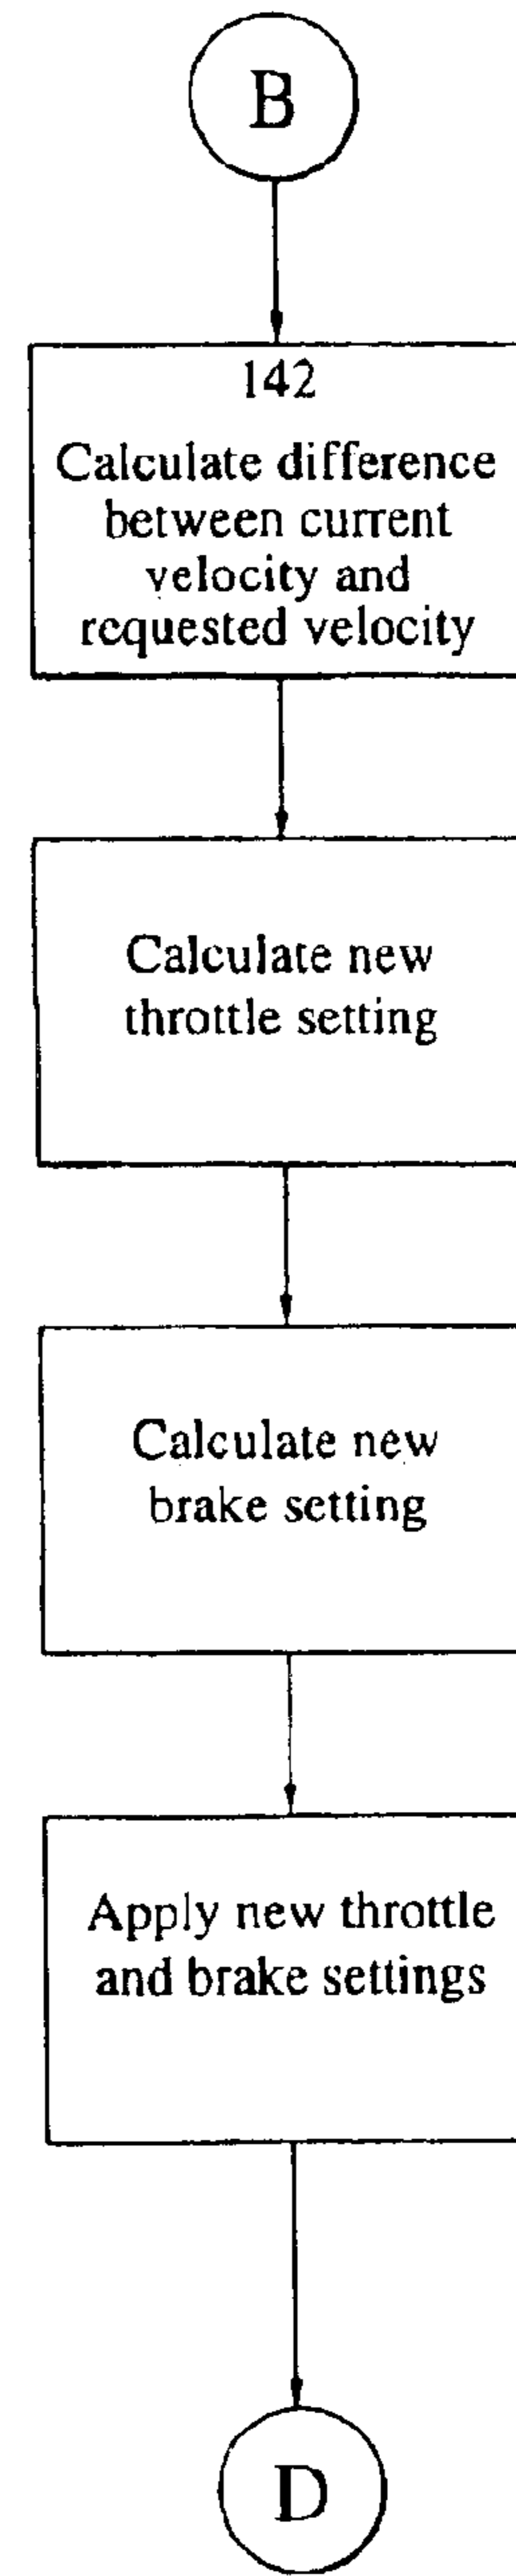 B
142
Calculate difference
between current
velocity and
requested velocity
Calculate new
throttle setting
Calculate new
brake setting
Apply new throttle
and brake settings
D